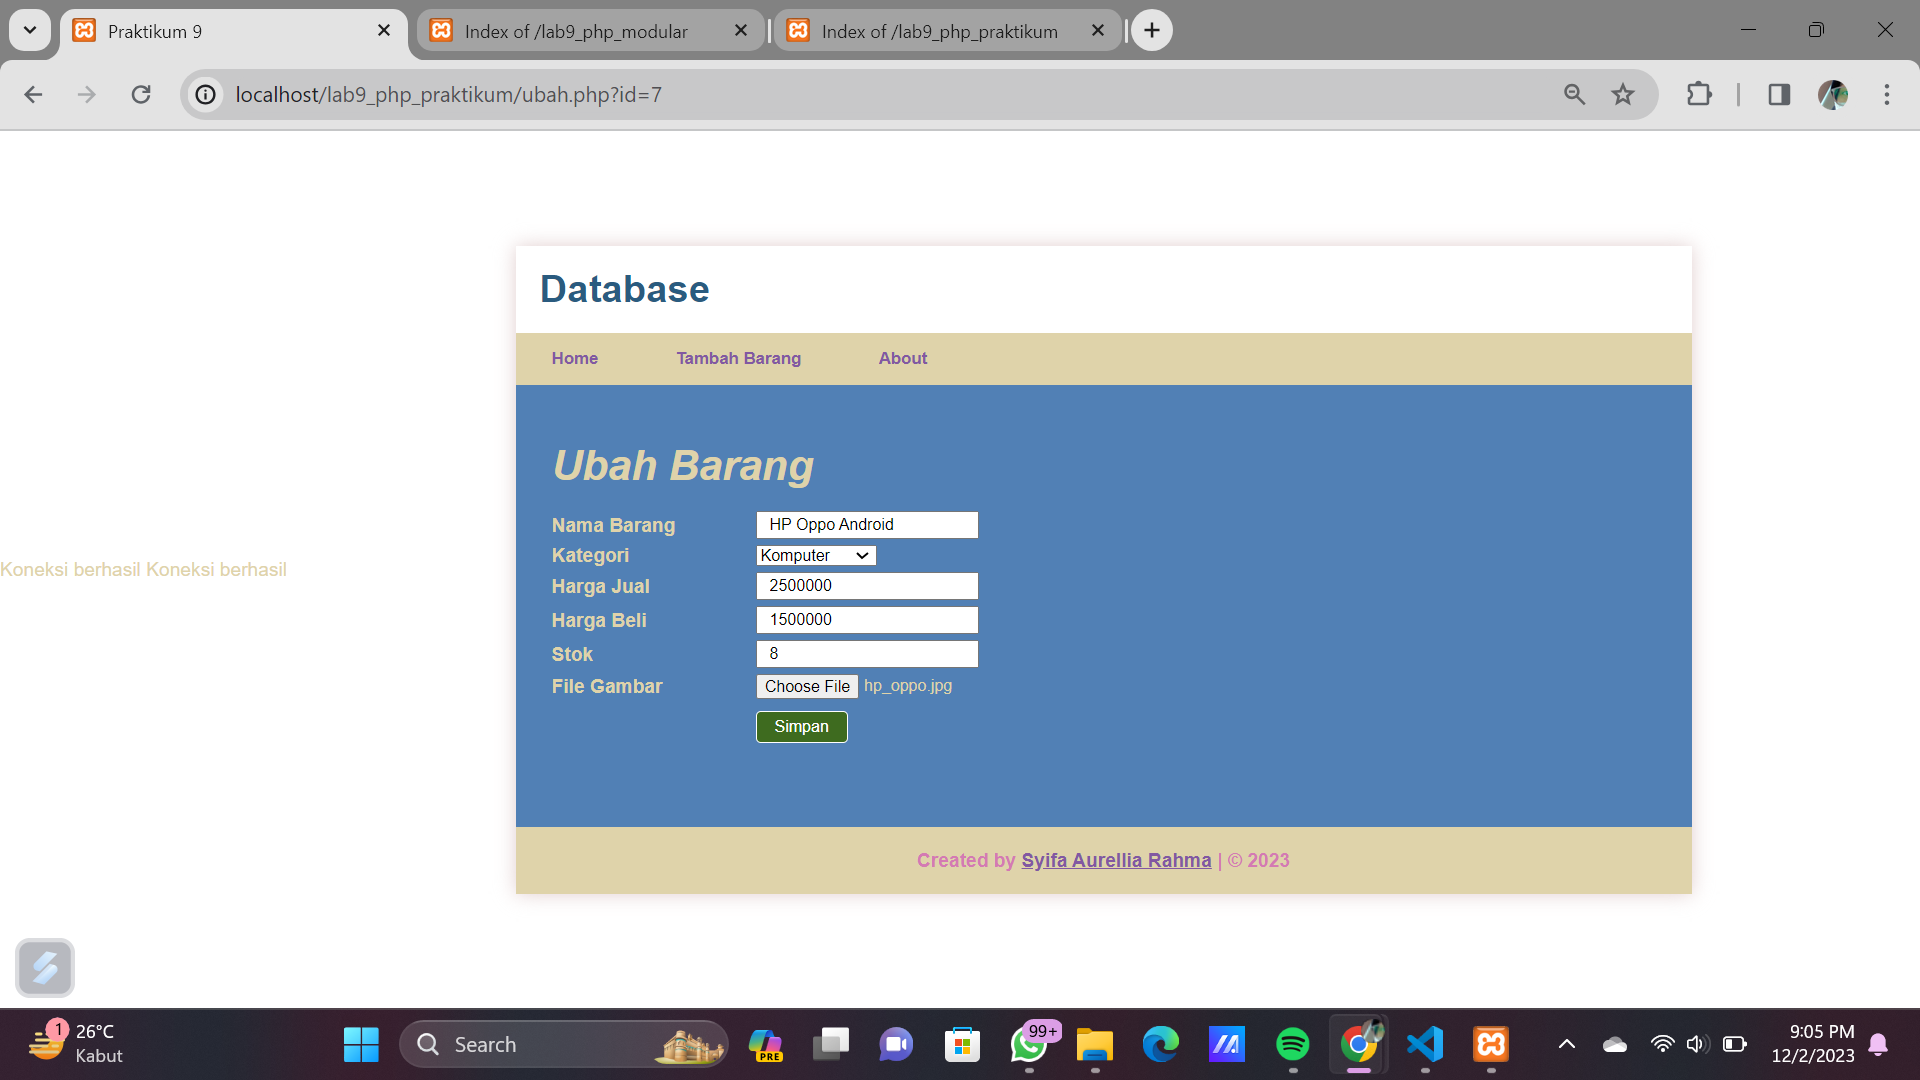 Praktikum 9
Index of /lab9_php_modular
Index of /lab9_php_praktikum
localhost/lab9_php_praktikum/ubah.php?id=7
Database
Home
Tambah Barang
About
Ubah Barang
Nama Barang HP Oppo Android
Kategori Komputer
Koneksi berhasil Koneksi berhasil
Harga Jual 2500000
Harga Beli 1500000
Stok 8
File Gambar Choose File hp_oppo.jpg
Simpan
Created by Syifa Aurellia Rahma | © 2023
1
26°C
Kabut
Search
PRE
99+
9:05 PM
12/2/2023